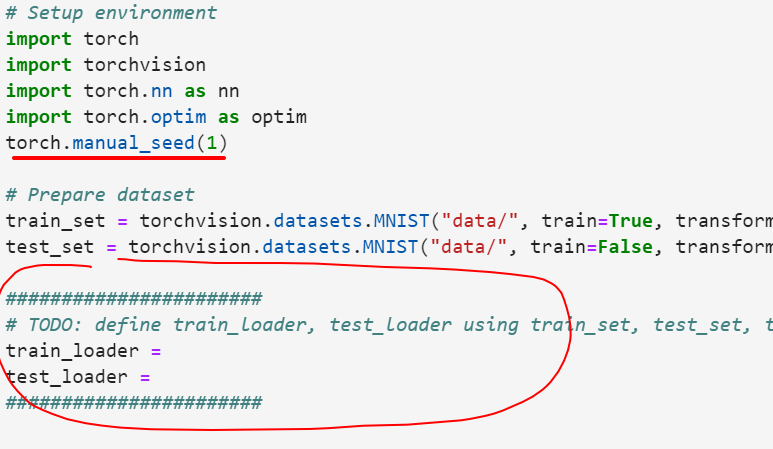 # Setup environment
import torch
import torchvision
import torch.nn as nn
import torch.optim as optim
torch.manual_seed(1)
# Prepare dataset
train_set = torchvision.datasets.MNIST("data/", train=True, transform
test_set = torchvision.datasets.MNIST("data/", train=False, transform
#######################
# TODO: define train_loader, test_loader using train_set, test_set, t
train_loader =
test_loader =
#######################